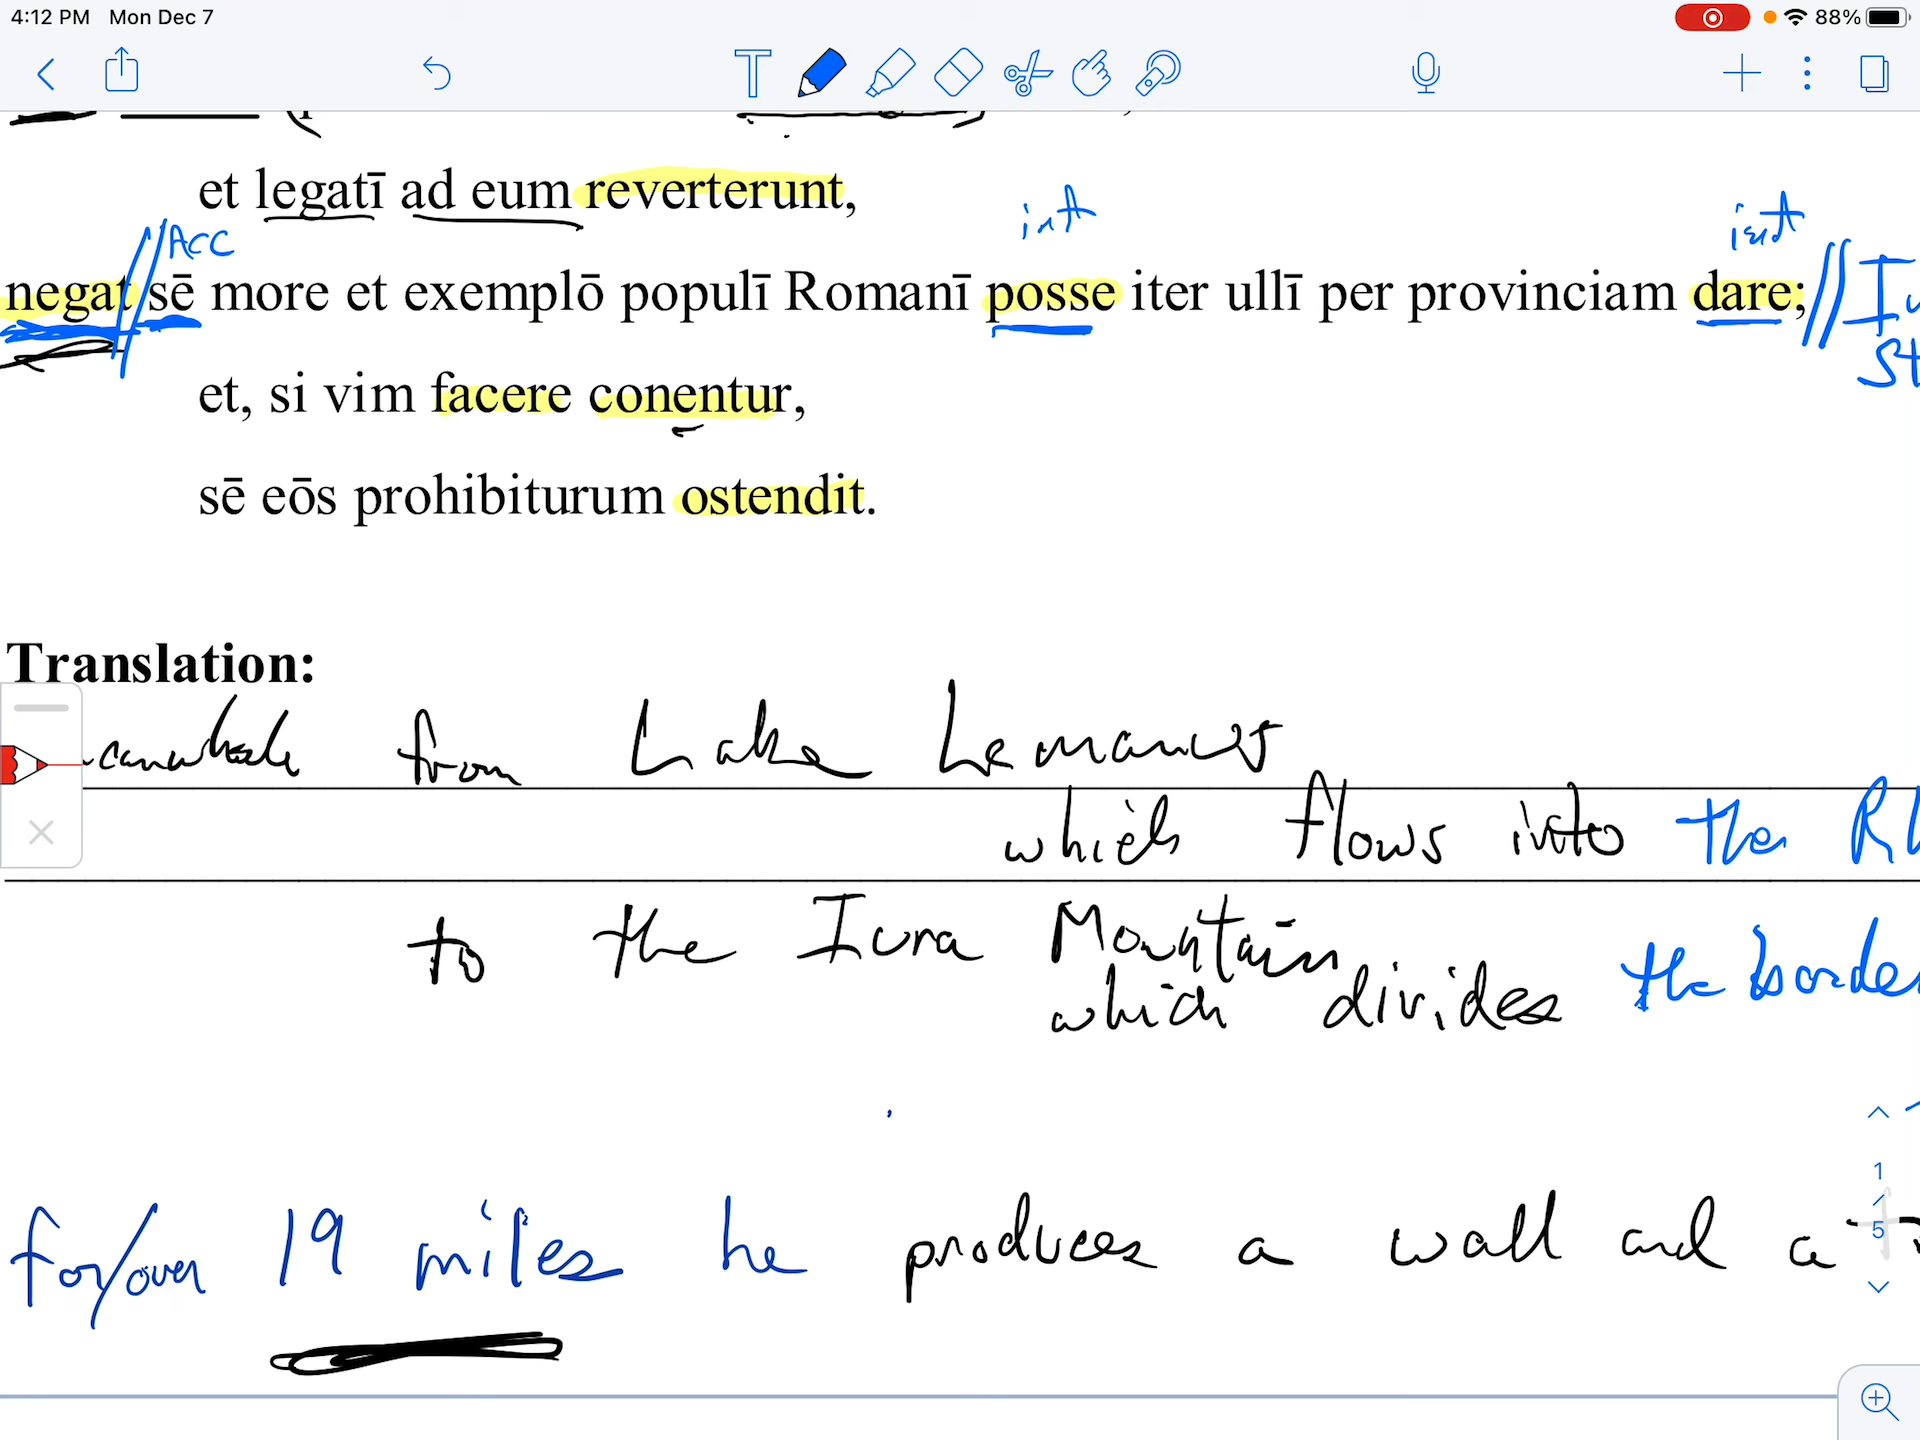 4:12 PM Mon Dec 7
88%
et legatī ad eum reverterunt,
inf inf
ACC
negat sē more et exemplō populī Romanī posse iter ullī per provinciam dare;
et, si vim facere conentur,
sē eōs prohibiturum ostendit.
Translation:
from Lake Lemanus
which flows into the
to the Iura Mountain
which divides the border
for/over 19 miles he produces a wall and a
1
/
5